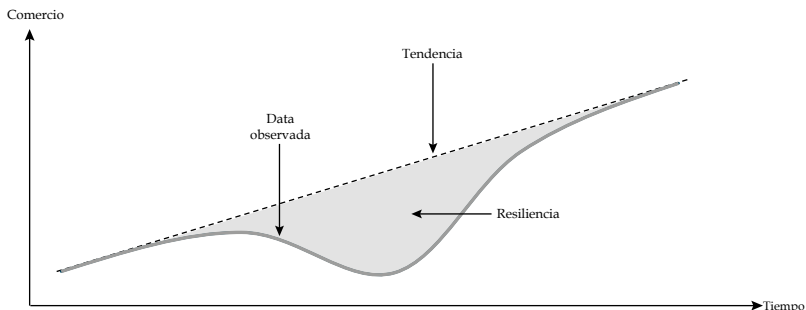 Comercio
Tendencia
Data
observada
Resiliencia
Tiempo